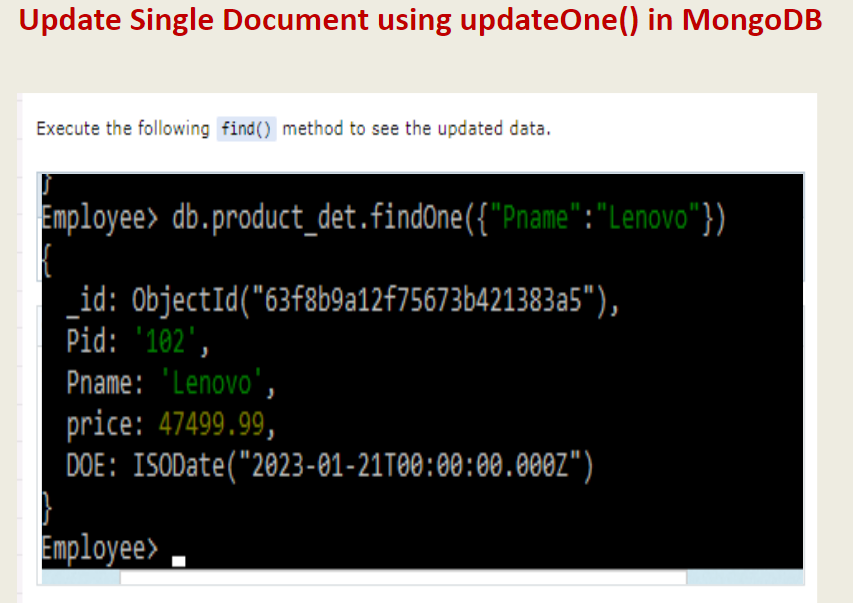 Update Single Document using updateOne() in MongoDB
Execute the following find() method to see the updated data.
}
Employee> db.product_det.findOne({"Pname":"Lenovo"})
{
_id: ObjectId("63f8b9a12f75673b421383a5"),
Pid: '102',
Pname: 'Lenovo',
price: 47499.99,
DOE: ISODate("2023-01-21T00:00:00.000Z")
}
Employee>